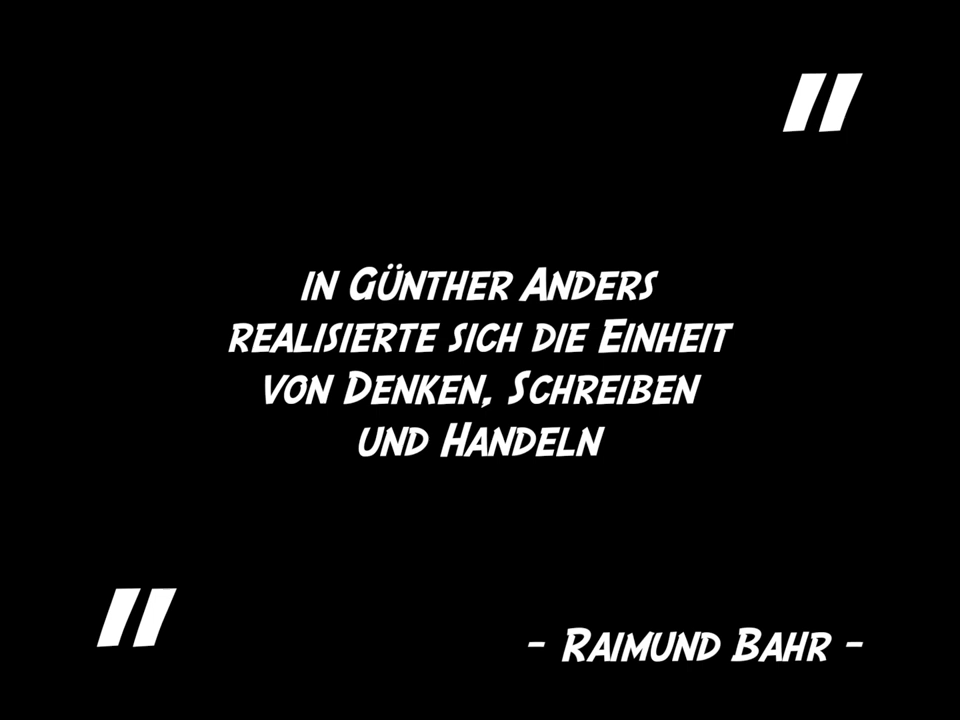 "
in Günther Anders
realisierte sich die Einheit
von Denken, Schreiben
und Handeln
"
- Raimund Bahr -